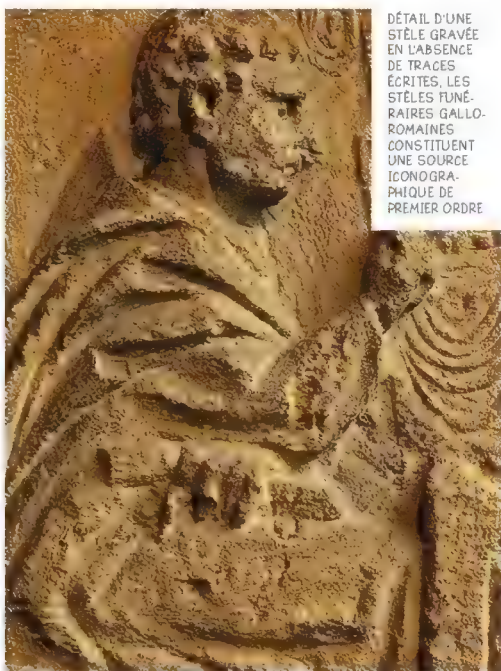 DÉTAIL D'UNE
STÈLE GRAVÉE
EN L'ABSENCE
DE TRACES
ÉCRITES, LES
STÈLES FUNÉ-
RAIRES GALLO-
ROMAINES
CONSTITUENT
UNE SOURCE
ICONOGRA-
PHIQUE DE
PREMIER ORDRE